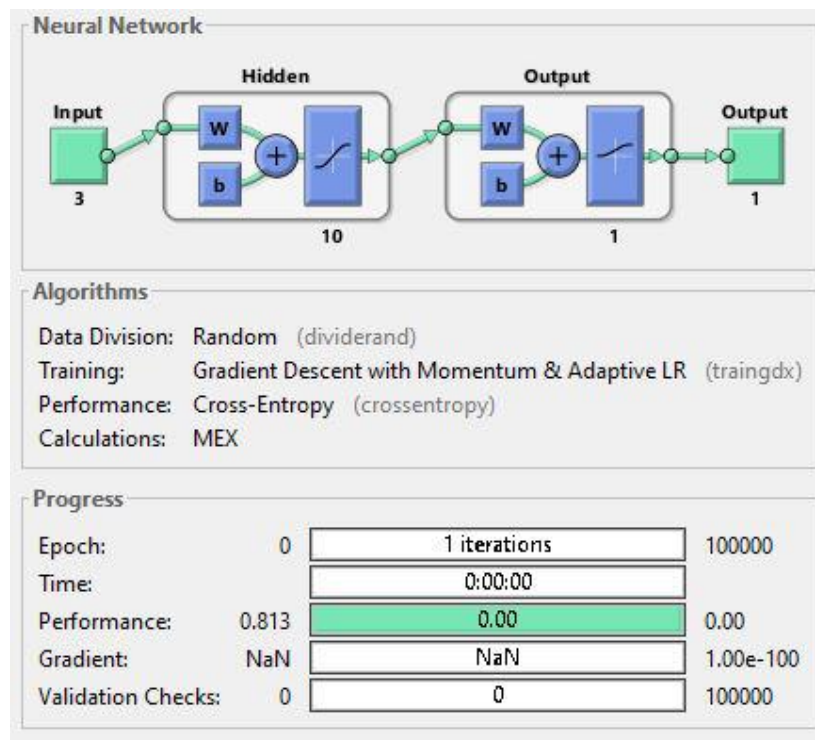 Neural Network
Hidden
Output
Input
Output
W
W
+
+
b
b
3
1
10
1
Algorithms
Data Division: Random (dividerand)
Training: Gradient Descent with Momentum & Adaptive LR (traingdx)
Performance: Cross-Entropy (crossentropy)
Calculations: MEX
Progress
Epoch: 0 1 iterations 100000
Time: 0:00:00
Performance: 0.813 0.00 0.00
Gradient: NaN NaN 1.00e-100
Validation Checks: 0 0 100000